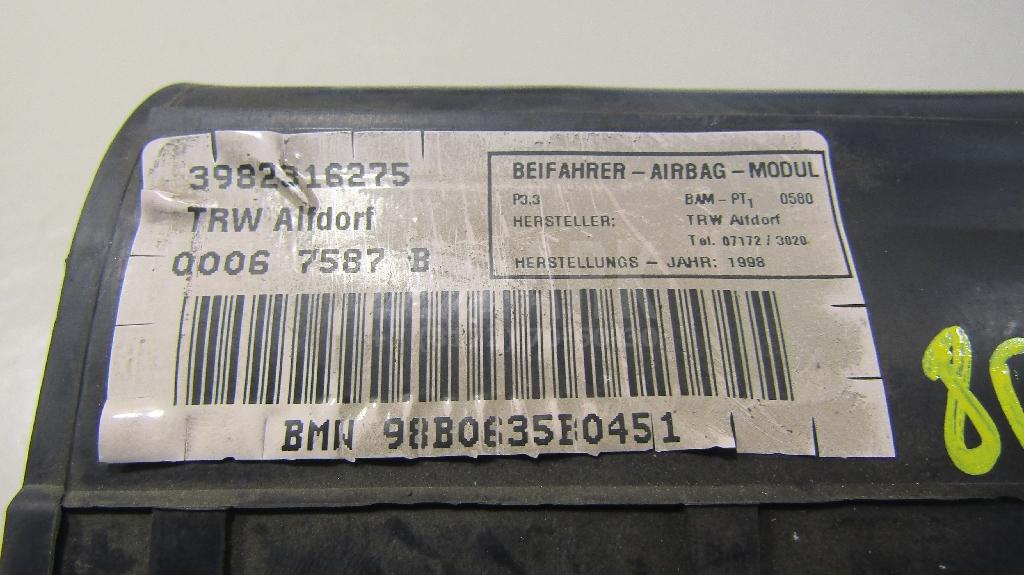 3982316275
TRW Alfdorf
0006 7587 B
BEIFAHRER - AIRBAG - MODUL
P3.3 BAM - PT1 0580
HERSTELLER: TRW Alfdorf
Tel. 07172 / 3020
HERSTELLUNGS - JAHR: 1998
BMW 98B0635B0451